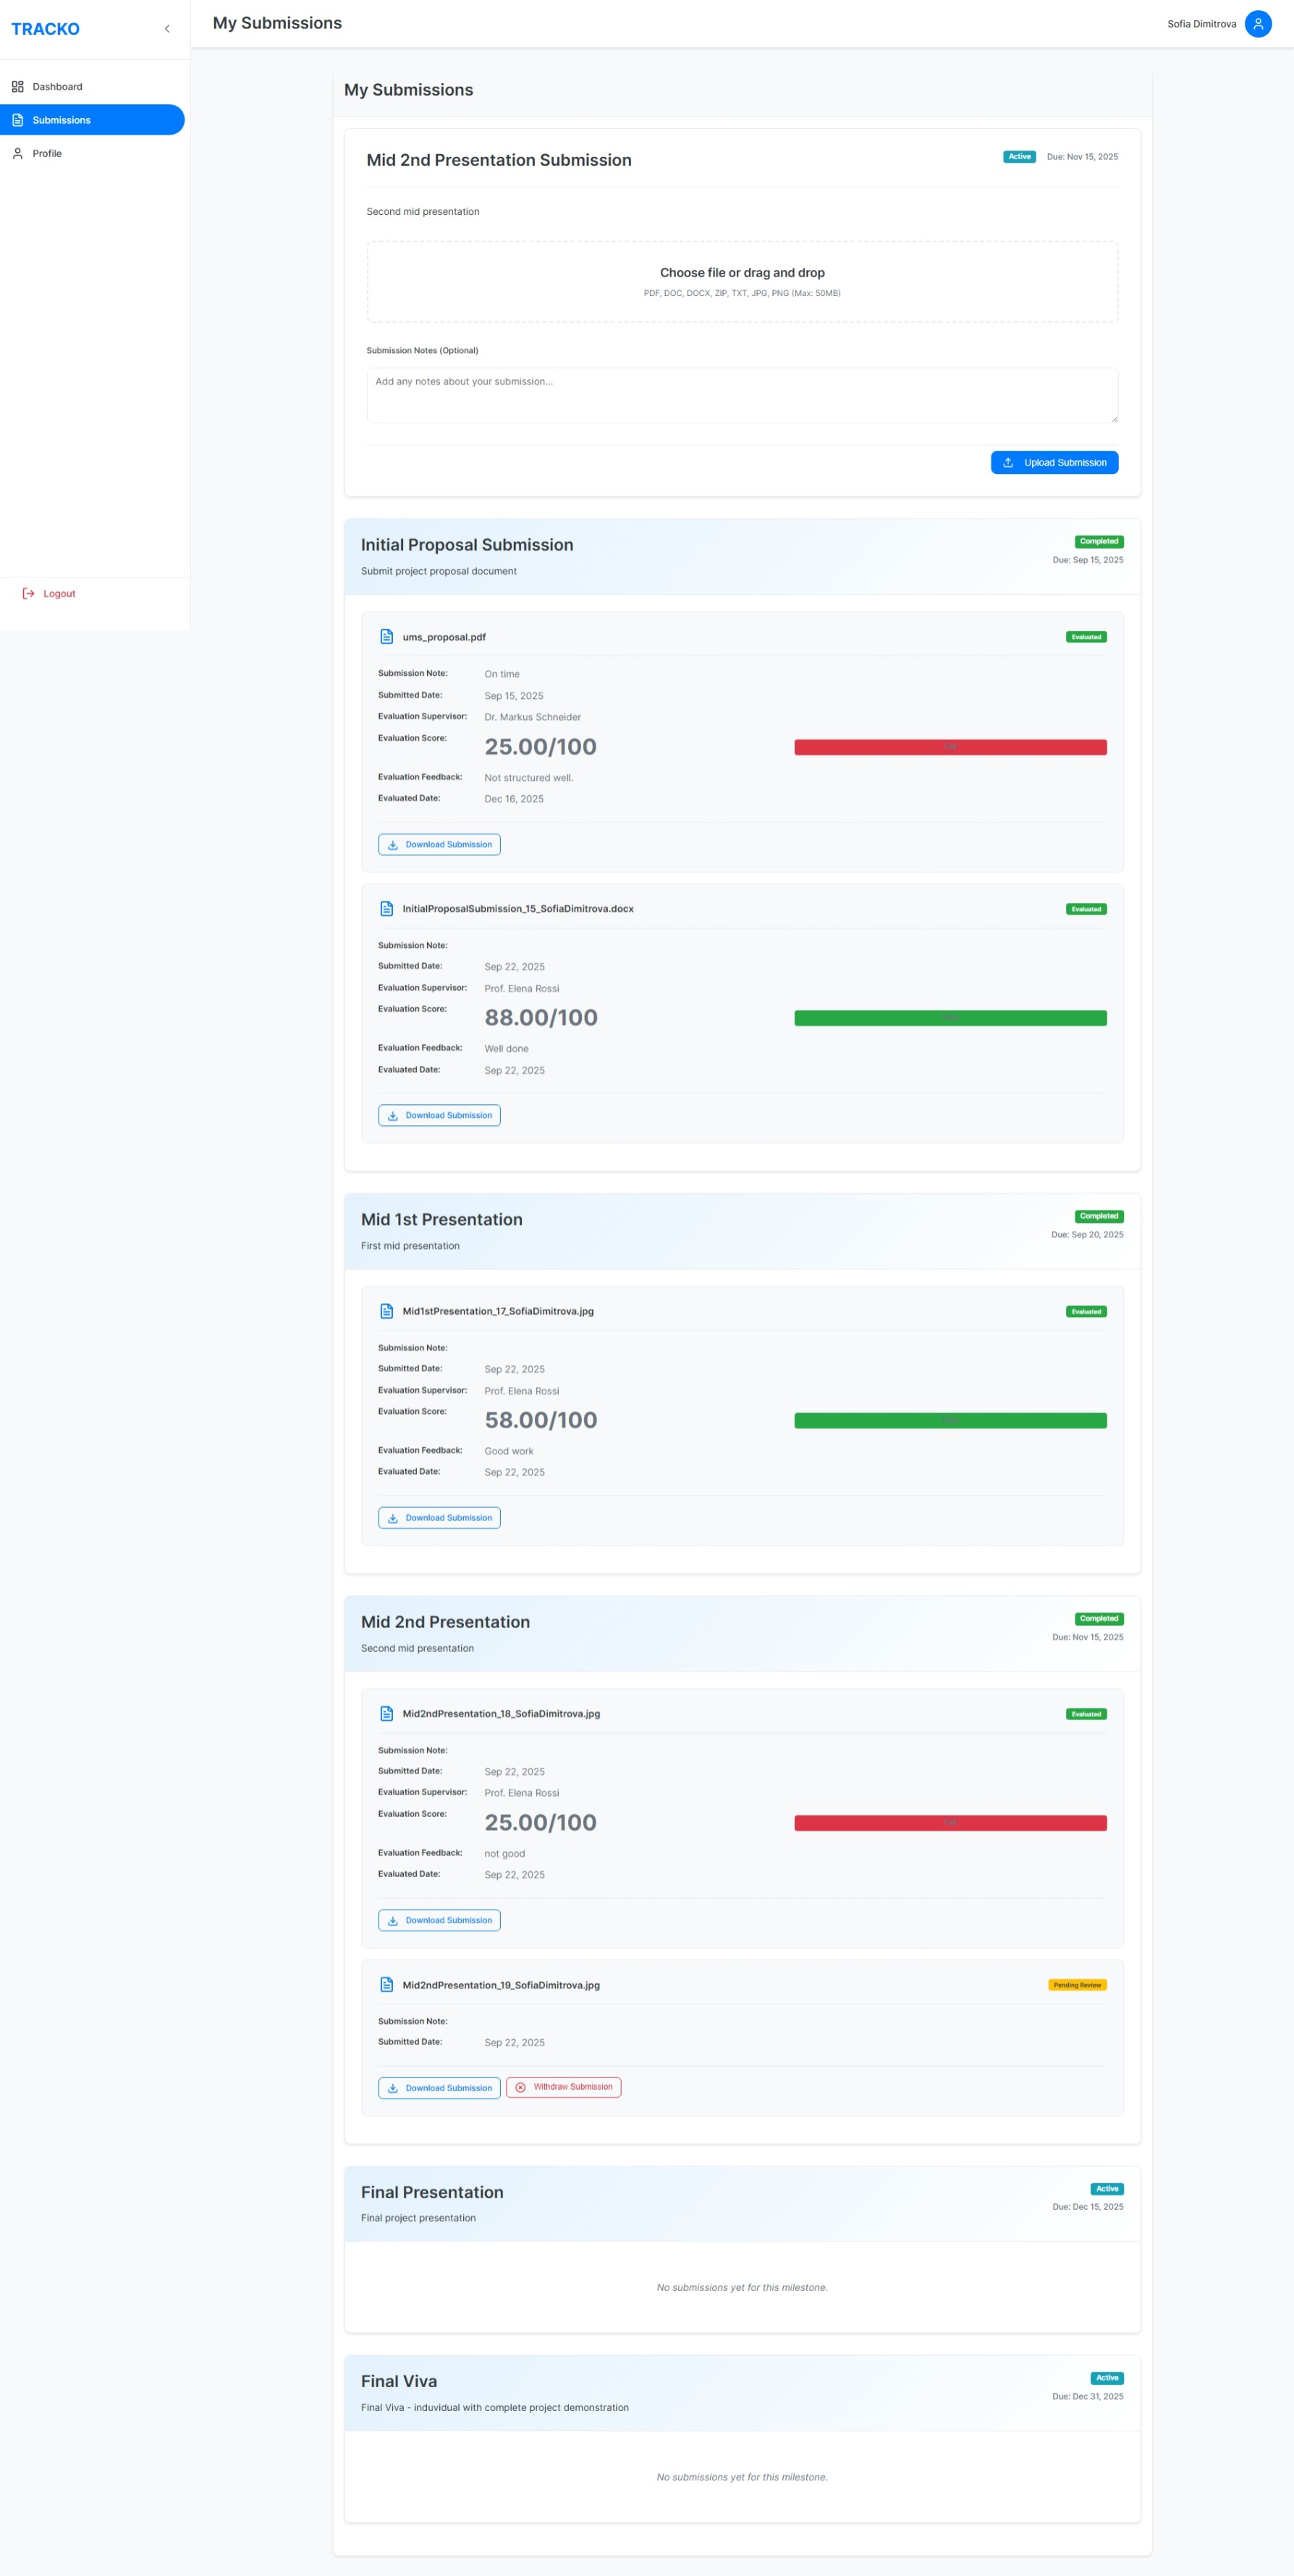 TRACKO
My Submissions
Sofia Dimitrova
Dashboard
Submissions
Profile
Logout
My Submissions
Mid 2nd Presentation Submission
Active
Due: Nov 15, 2025
Second mid presentation
Choose file or drag and drop
PDF, DOC, DOCX, ZIP, TXT, JPG, PNG (Max: 50MB)
Submission Notes (Optional)
Add any notes about your submission...
Upload Submission
Initial Proposal Submission
Completed
Submit project proposal document
Due: Sep 15, 2025
ums_proposal.pdf
Evaluated
Submission Note: On time
Submitted Date: Sep 15, 2025
Evaluation Supervisor: Dr. Markus Schneider
Evaluation Score: 25.00/100
Evaluation Feedback: Not structured well.
Evaluated Date: Dec 16, 2025
Download Submission
InitialProposalSubmission_15_SofiaDimitrova.docx
Evaluated
Submission Note:
Submitted Date: Sep 22, 2025
Evaluation Supervisor: Prof. Elena Rossi
Evaluation Score: 88.00/100
Evaluation Feedback: Well done
Evaluated Date: Sep 22, 2025
Download Submission
Mid 1st Presentation
Completed
First mid presentation
Due: Sep 20, 2025
Mid1stPresentation_17_SofiaDimitrova.jpg
Evaluated
Submission Note:
Submitted Date: Sep 22, 2025
Evaluation Supervisor: Prof. Elena Rossi
Evaluation Score: 58.00/100
Evaluation Feedback: Good work
Evaluated Date: Sep 22, 2025
Download Submission
Mid 2nd Presentation
Completed
Second mid presentation
Due: Nov 15, 2025
Mid2ndPresentation_18_SofiaDimitrova.jpg
Evaluated
Submission Note:
Submitted Date: Sep 22, 2025
Evaluation Supervisor: Prof. Elena Rossi
Evaluation Score: 25.00/100
Evaluation Feedback: not good
Evaluated Date: Sep 22, 2025
Download Submission
Mid2ndPresentation_19_SofiaDimitrova.jpg
Pending Review
Submission Note:
Submitted Date: Sep 22, 2025
Download Submission
Withdraw Submission
Final Presentation
Active
Final project presentation
Due: Dec 15, 2025
No submissions yet for this milestone.
Final Viva
Active
Final Viva - induvidual with complete project demonstration
Due: Dec 31, 2025
No submissions yet for this milestone.